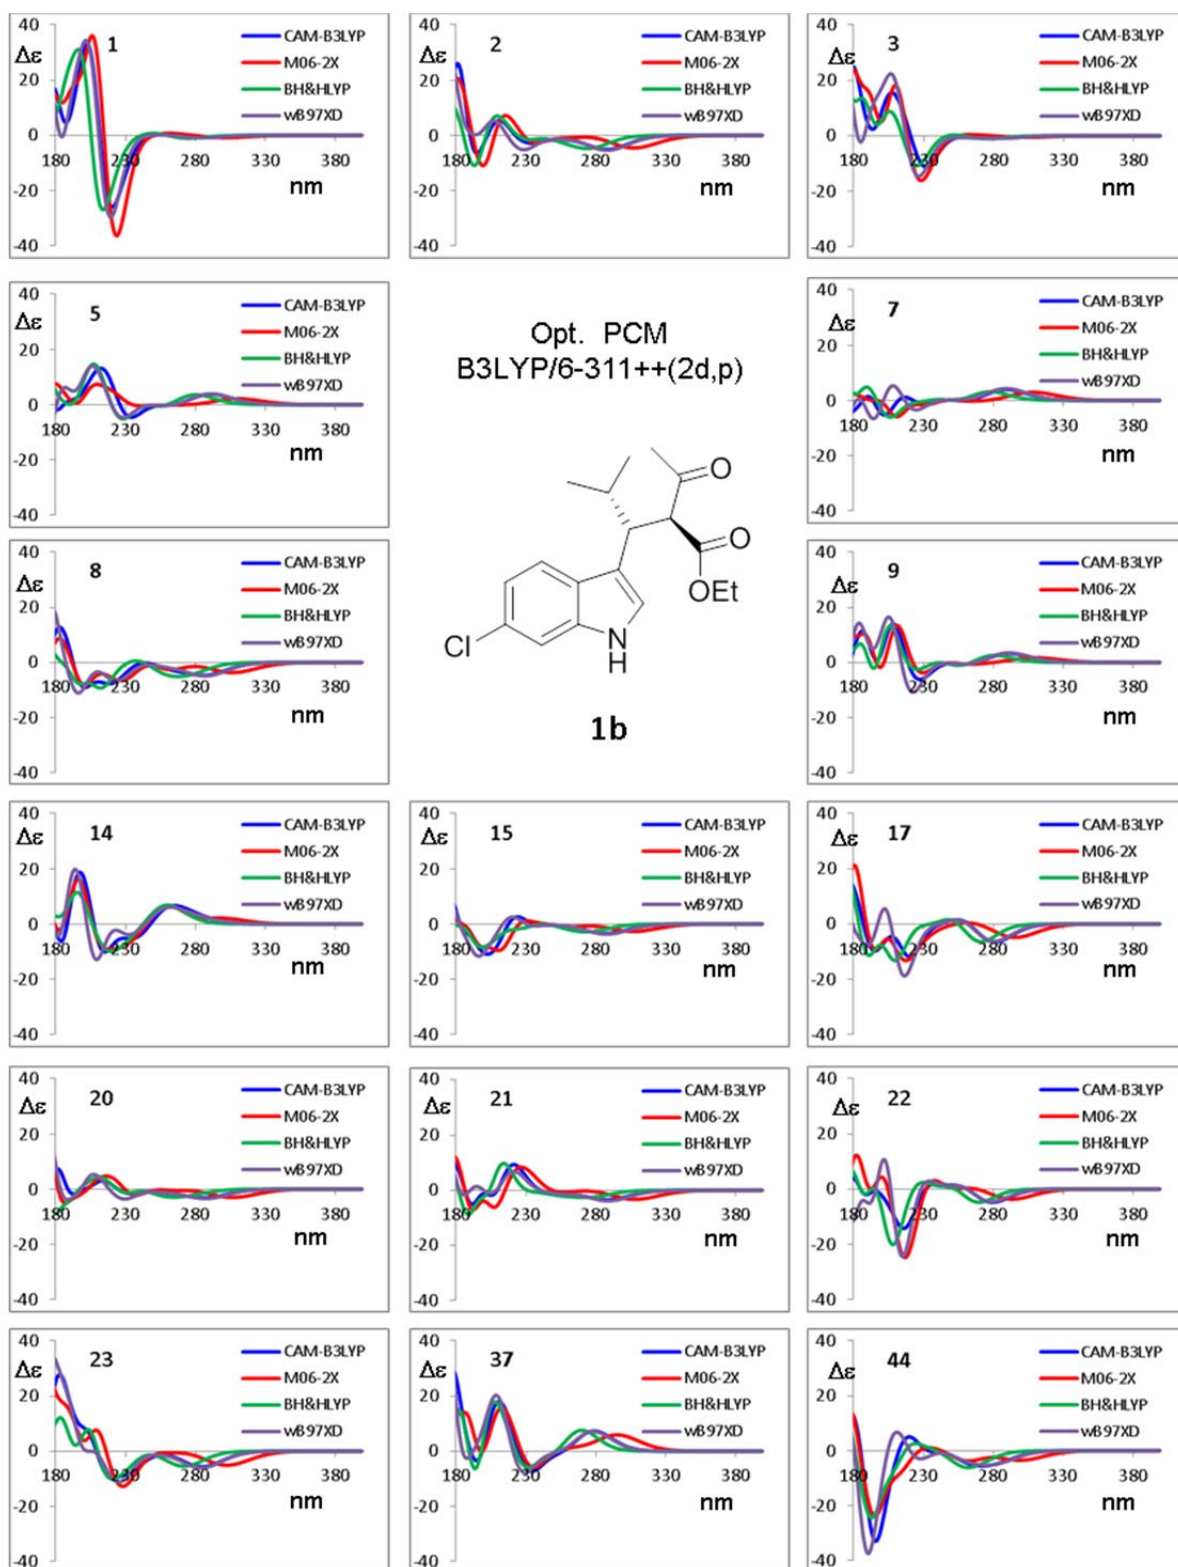 40
Δε
20
0
-20
-40
1
CAM-B3LYP
M06-2X
BH&HLYP
wB97XD
180 230 280 330 380
nm
40
Δε
20
0
-20
-40
2
CAM-B3LYP
M06-2X
BH&HLYP
wB97XD
180 230 280 330 380
nm
40
Δε
20
0
-20
-40
3
CAM-B3LYP
M06-2X
BH&HLYP
wB97XD
180 230 280 330 380
nm
40
Δε
20
0
-20
-40
5
CAM-B3LYP
M06-2X
BH&HLYP
wB97XD
180 230 280 330 380
nm
Opt. PCM
B3LYP/6-311++(2d,p)
O
O
OEt
Cl
N
H
1b
40
Δε
20
0
-20
-40
7
CAM-B3LYP
M06-2X
BH&HLYP
wB97XD
180 230 280 330 380
nm
40
Δε
20
0
-20
-40
8
CAM-B3LYP
M06-2X
BH&HLYP
wB97XD
180 230 280 330 380
nm
40
Δε
20
0
-20
-40
9
CAM-B3LYP
M06-2X
BH&HLYP
wB97XD
180 230 280 330 380
nm
40
Δε
20
0
-20
-40
14
CAM-B3LYP
M06-2X
BH&HLYP
wB97XD
180 230 280 330 380
nm
40
Δε
20
0
-20
-40
15
CAM-B3LYP
M06-2X
BH&HLYP
wB97XD
180 230 280 330 380
nm
40
Δε
20
0
-20
-40
17
CAM-B3LYP
M06-2X
BH&HLYP
wB97XD
180 230 280 330 380
nm
40
Δε
20
0
-20
-40
20
CAM-B3LYP
M06-2X
BH&HLYP
wB97XD
180 230 280 330 380
nm
40
Δε
20
0
-20
-40
21
CAM-B3LYP
M06-2X
BH&HLYP
wB97XD
180 230 280 330 380
nm
40
Δε
20
0
-20
-40
22
CAM-B3LYP
M06-2X
BH&HLYP
wB97XD
180 230 280 330 380
nm
40
Δε
20
0
-20
-40
23
CAM-B3LYP
M06-2X
BH&HLYP
wB97XD
180 230 280 330 380
nm
40
Δε
20
0
-20
-40
37
CAM-B3LYP
M06-2X
BH&HLYP
wB97XD
180 230 280 330 380
nm
40
Δε
20
0
-20
-40
44
CAM-B3LYP
M06-2X
BH&HLYP
wB97XD
180 230 280 330 380
nm